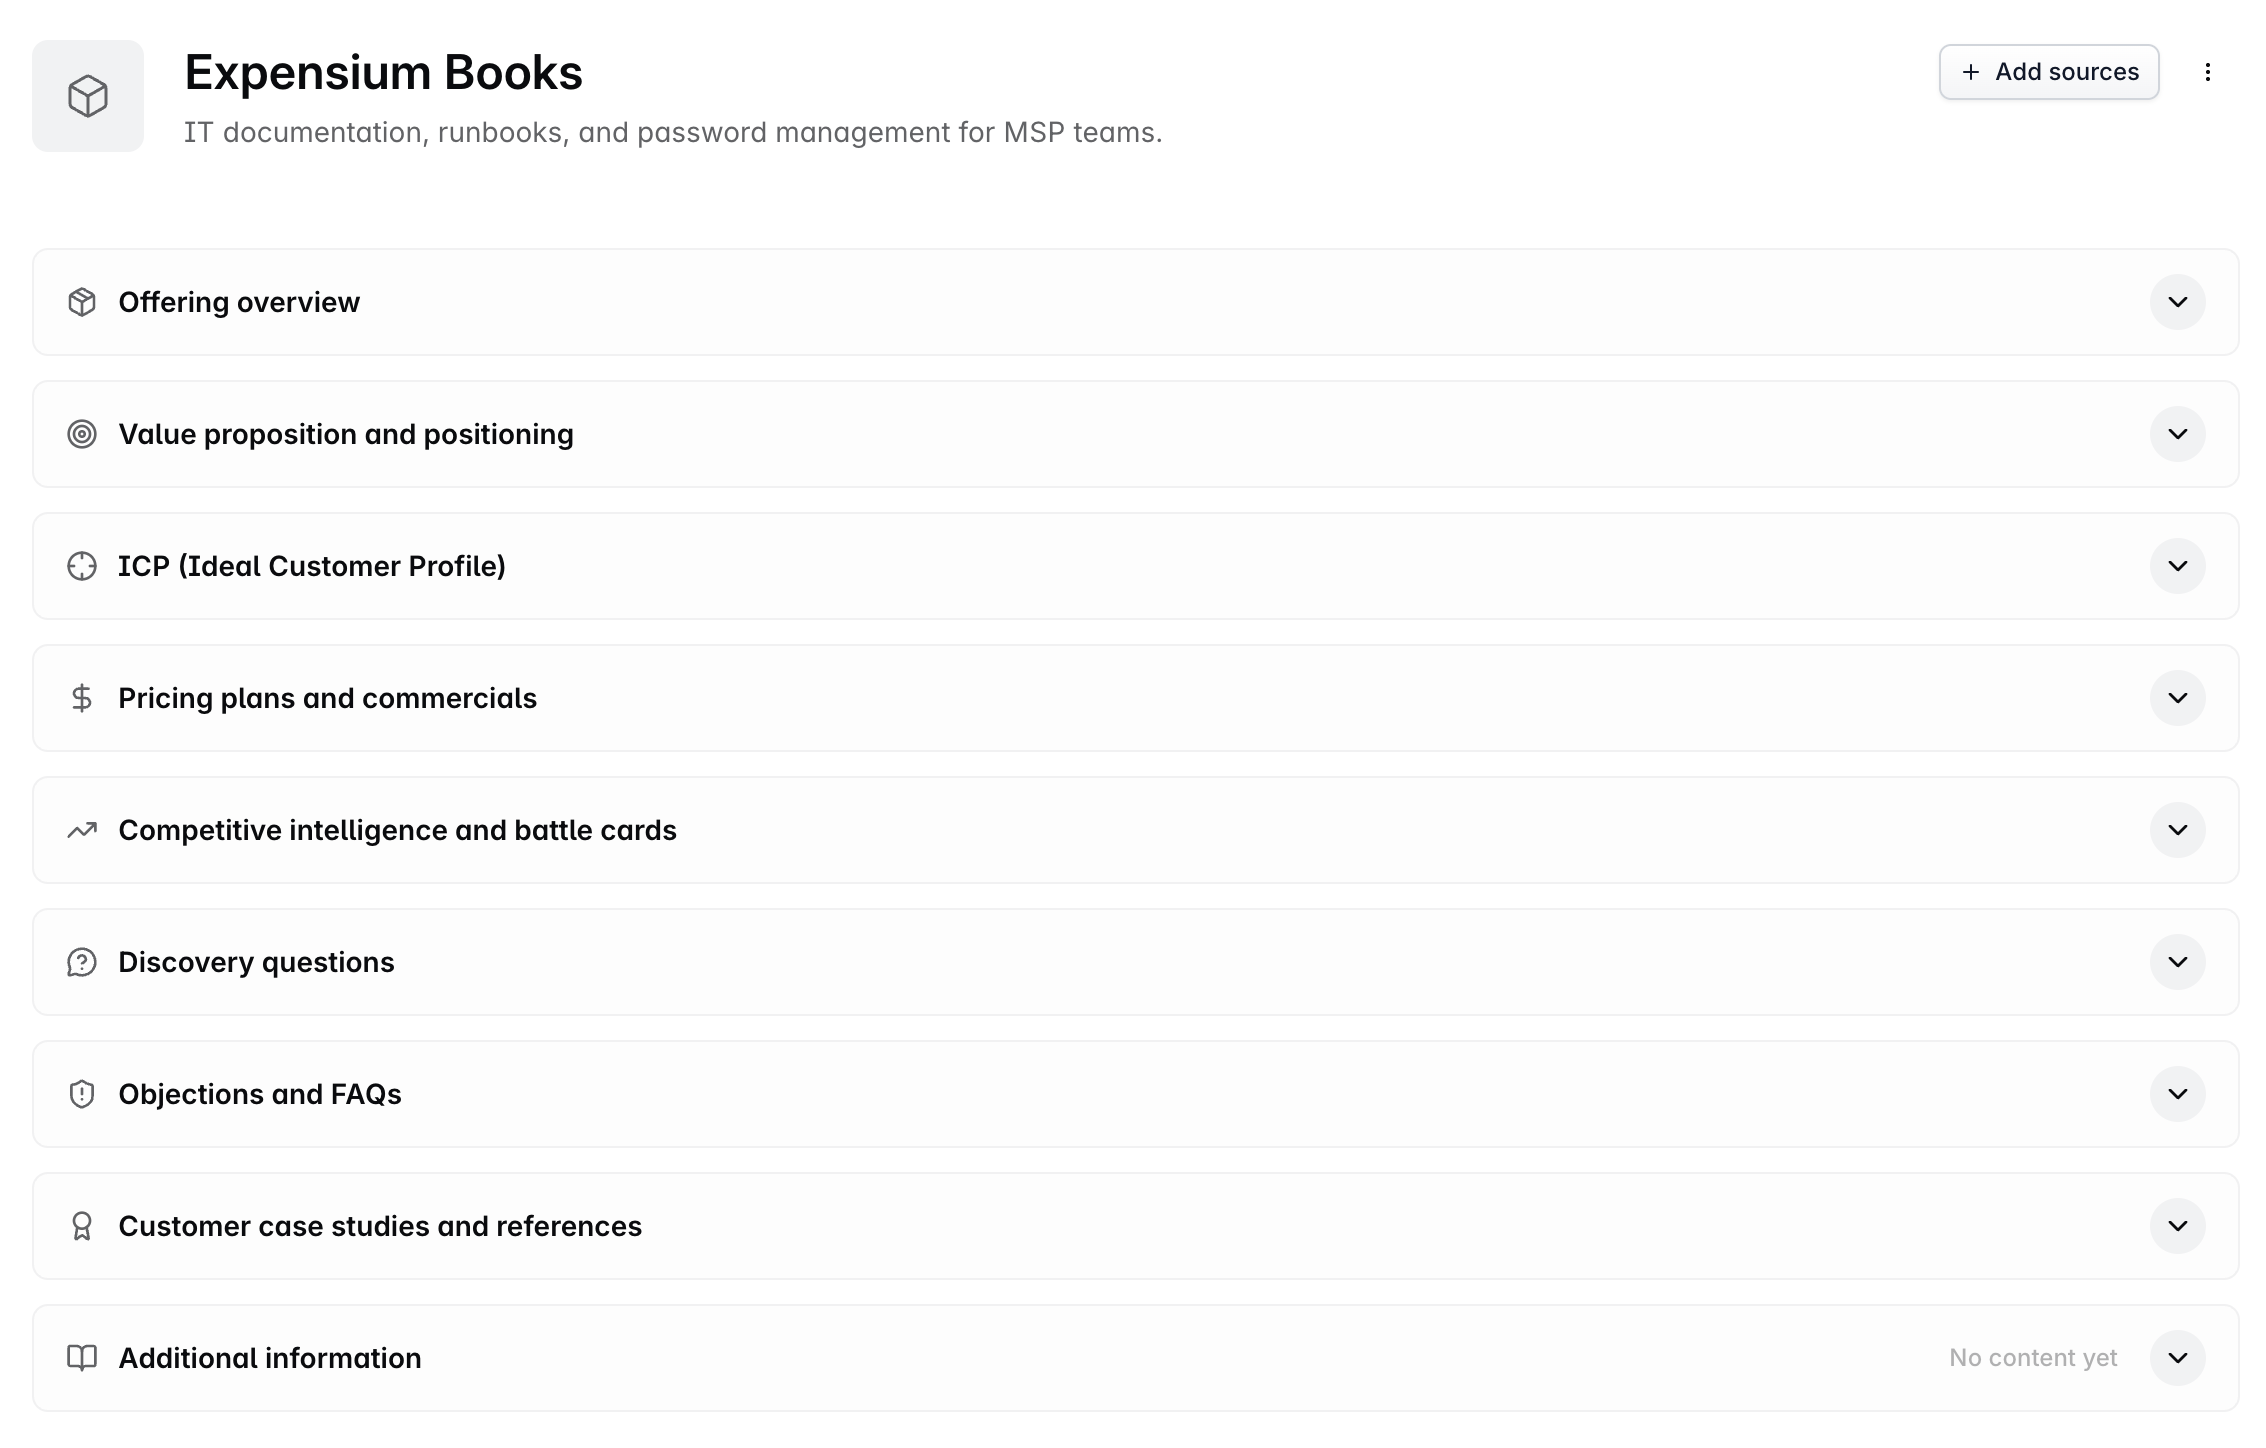 Expensium Books
Add sources
IT documentation, runbooks, and password management for MSP teams.
Offering overview
Value proposition and positioning
ICP (Ideal Customer Profile)
Pricing plans and commercials
Competitive intelligence and battle cards
Discovery questions
Objections and FAQs
Customer case studies and references
Additional information
No content yet